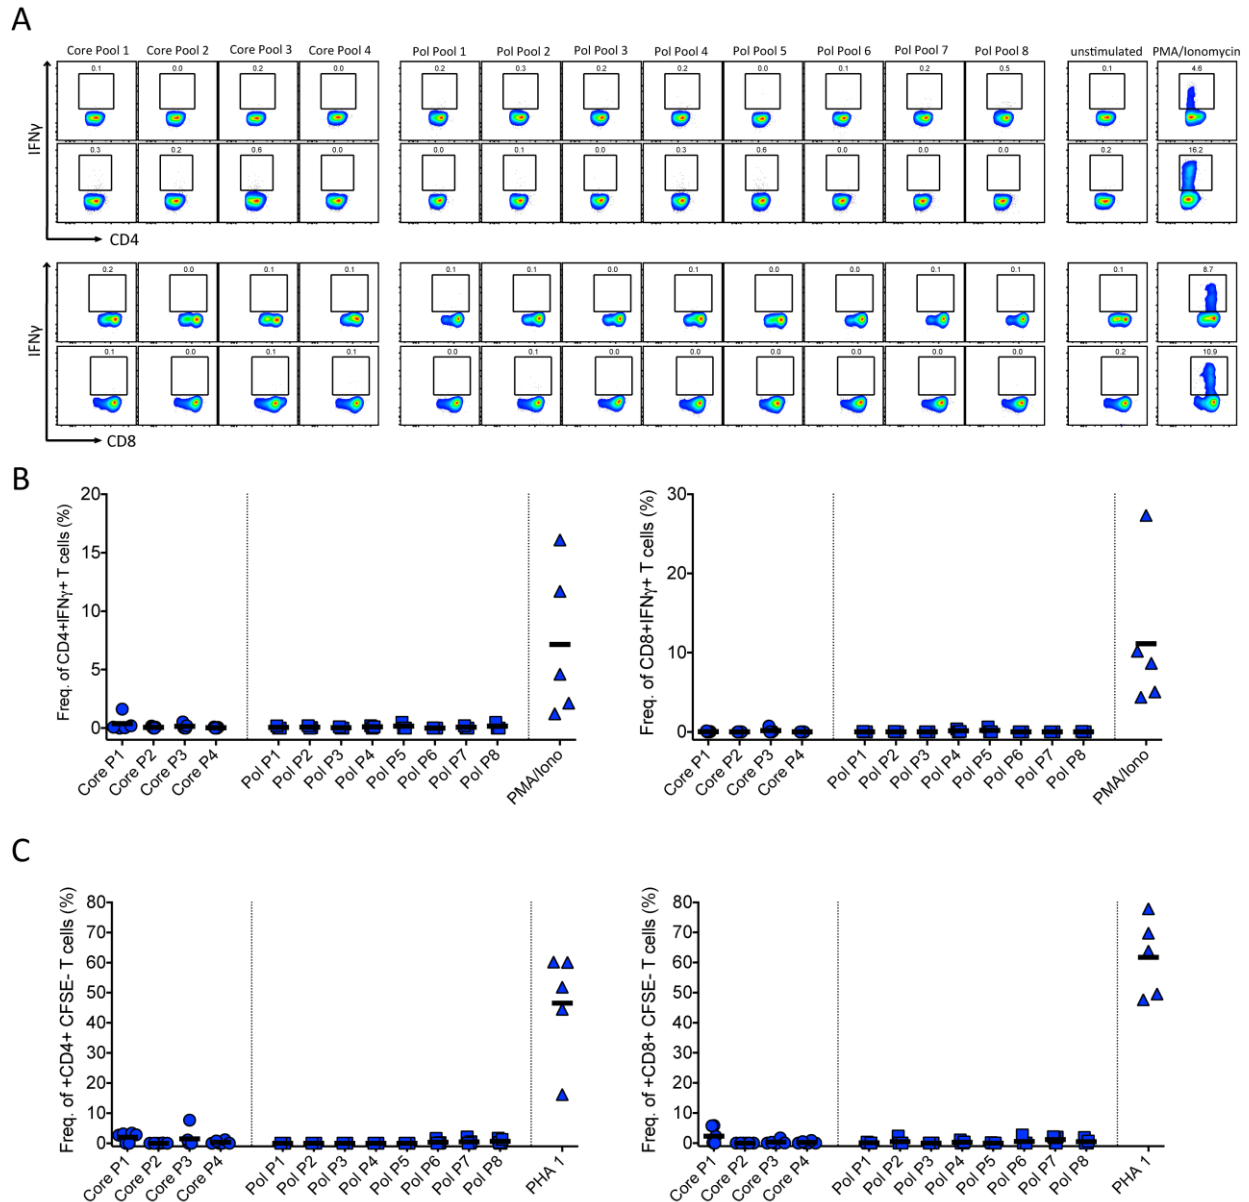 A
Core Pool 1 Core Pool 2 Core Pool 3 Core Pool 4 Pol Pool 1 Pol Pool 2 Pol Pool 3 Pol Pool 4 Pol Pool 5 Pol Pool 6 Pol Pool 7 Pol Pool 8 unstimulated PMA/Ionomycin
0.1 0.0 0.2 0.0 0.2 0.3 0.2 0.2 0.0 0.1 0.2 0.5 0.1 4.6
IFNγ
0.3 0.2 0.6 0.0 0.0 0.1 0.0 0.3 0.6 0.0 0.0 0.0 0.2 16.2
CD4
0.2 0.0 0.1 0.1 0.1 0.1 0.0 0.1 0.0 0.0 0.1 0.1 0.1 8.7
IFNγ
0.1 0.0 0.1 0.1 0.0 0.1 0.0 0.0 0.0 0.0 0.0 0.0 0.2 10.9
CD8
B
Freq. of CD4+IFNγ+ T cells (%)
20
15
10
5
0
Core P1 Core P2 Core P3 Core P4 Pol P1 Pol P2 Pol P3 Pol P4 Pol P5 Pol P6 Pol P7 Pol P8 PMA/Iono
Freq. of CD8+IFNγ+ T cells (%)
30
20
10
0
Core P1 Core P2 Core P3 Core P4 Pol P1 Pol P2 Pol P3 Pol P4 Pol P5 Pol P6 Pol P7 Pol P8 PMA/Iono
C
Freq. of +CD4+ CFSE- T cells (%)
80
70
60
50
40
30
20
10
0
Core P1 Core P2 Core P3 Core P4 Pol P1 Pol P2 Pol P3 Pol P4 Pol P5 Pol P6 Pol P7 Pol P8 PHA 1
Freq. of +CD8+ CFSE- T cells (%)
80
70
60
50
40
30
20
10
0
Core P1 Core P2 Core P3 Core P4 Pol P1 Pol P2 Pol P3 Pol P4 Pol P5 Pol P6 Pol P7 Pol P8 PHA 1